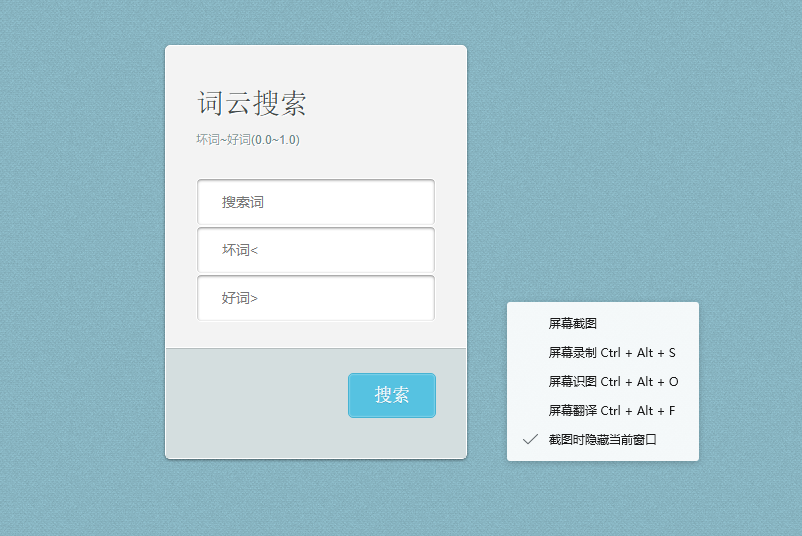 词云搜索
坏词~好词(0.0~1.0)
搜索词
坏词<
好词>
搜索
屏幕截图
屏幕录制 Ctrl + Alt + S
屏幕识图 Ctrl + Alt + O
屏幕翻译 Ctrl + Alt + F
截图时隐藏当前窗口